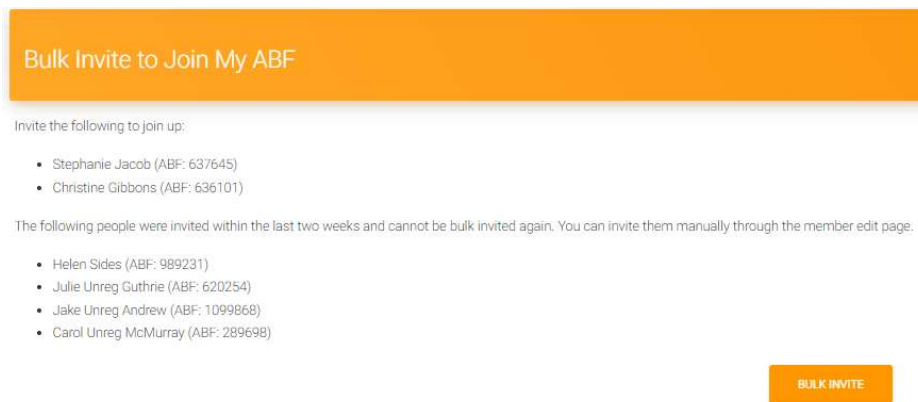 Bulk Invite to Join My ABF
Invite the following to join up:
• Stephanie Jacob (ABF: 637645)
• Christine Gibbons (ABF: 636101)
The following people were invited within the last two weeks and cannot be bulk invited again. You can invite them manually through the member edit page.
• Helen Sides (ABF: 989231)
• Julie Unreg Guthrie (ABF: 620254)
• Jake Unreg Andrew (ABF: 1099868)
• Carol Unreg McMurray (ABF: 289698)
BULK INVITE